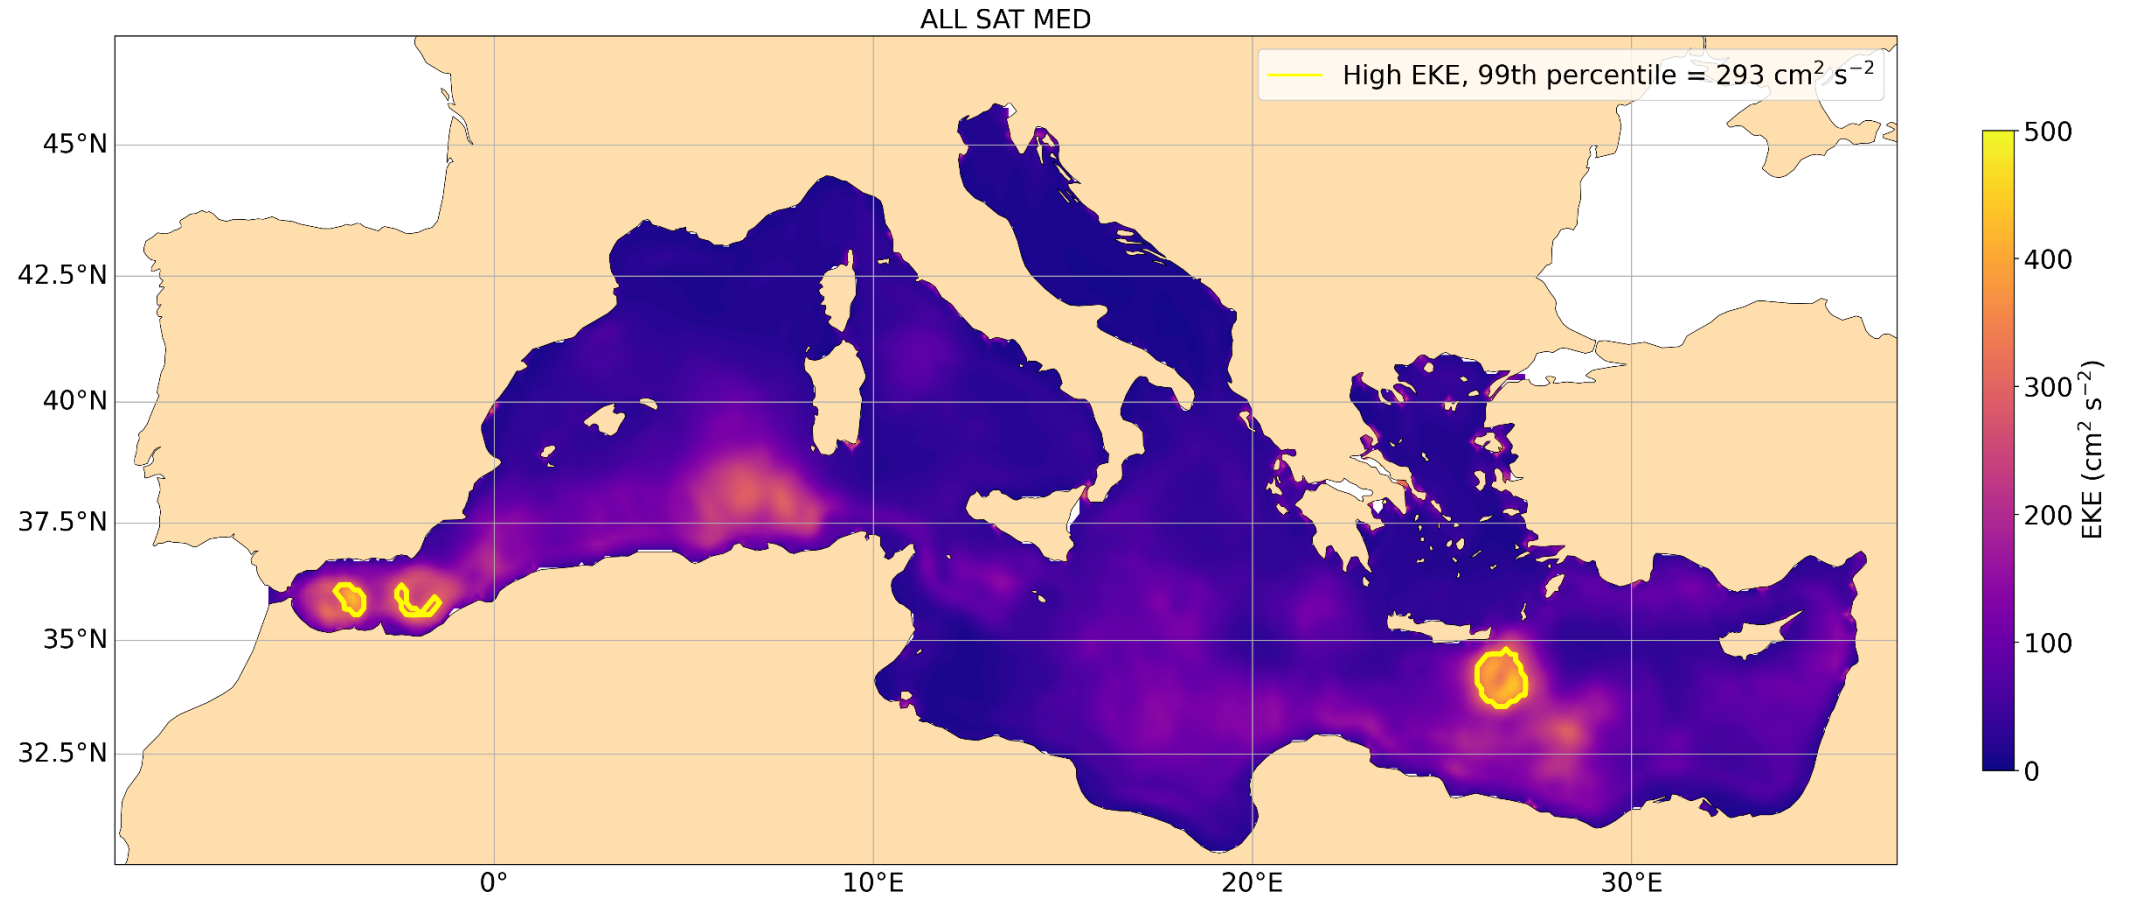 ALL SAT MED
High EKE, 99th percentile = 293 cm² s⁻²
45°N
42.5°N
40°N
37.5°N
35°N
32.5°N
0°
10°E
20°E
30°E
500
400
300
200
100
0
EKE (cm² s⁻²)